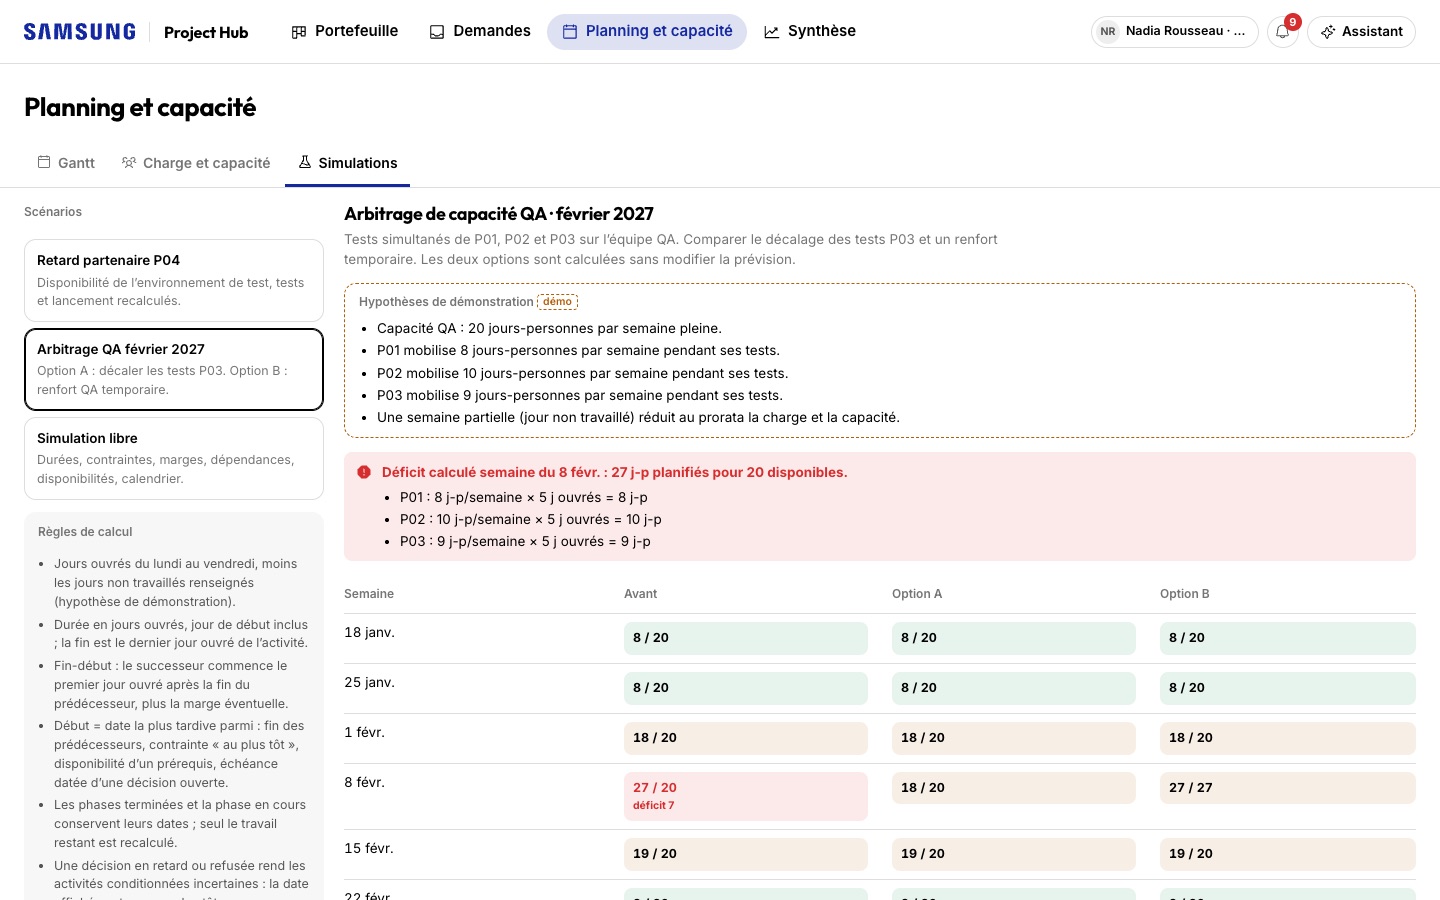 SAMSUNG Project Hub Portefeuille Demandes Planning et capacité Synthèse NR Nadia Rousseau · ... 9 Assistant
Planning et capacité
Gantt Charge et capacité Simulations
Scénarios
Retard partenaire P04
Disponibilité de l’environnement de test, tests
et lancement recalculés.
Arbitrage QA février 2027
Option A : décaler les tests P03. Option B :
renfort QA temporaire.
Simulation libre
Durées, contraintes, marges, dépendances,
disponibilités, calendrier.
Règles de calcul
• Jours ouvrés du lundi au vendredi, moins
les jours non travaillés renseignés
(hypothèse de démonstration).
• Durée en jours ouvrés, jour de début inclus
; la fin est le dernier jour ouvré de l’activité.
• Fin-début : le successeur commence le
premier jour ouvré après la fin du
prédécesseur, plus la marge éventuelle.
• Début = date la plus tardive parmi : fin des
prédécesseurs, contrainte « au plus tôt »,
disponibilité d’un prérequis, échéance
datée d’une décision ouverte.
• Les phases terminées et la phase en cours
conservent leurs dates ; seul le travail
restant est recalculé.
• Une décision en retard ou refusée rend les
activités conditionnées incertaines : la date
Arbitrage de capacité QA · février 2027
Tests simultanés de P01, P02 et P03 sur l’équipe QA. Comparer le décalage des tests P03 et un renfort
temporaire. Les deux options sont calculées sans modifier la prévision.
Hypothèses de démonstration démo
• Capacité QA : 20 jours-personnes par semaine pleine.
• P01 mobilise 8 jours-personnes par semaine pendant ses tests.
• P02 mobilise 10 jours-personnes par semaine pendant ses tests.
• P03 mobilise 9 jours-personnes par semaine pendant ses tests.
• Une semaine partielle (jour non travaillé) réduit au prorata la charge et la capacité.
Déficit calculé semaine du 8 févr. : 27 j-p planifiés pour 20 disponibles.
• P01 : 8 j-p/semaine × 5 j ouvrés = 8 j-p
• P02 : 10 j-p/semaine × 5 j ouvrés = 10 j-p
• P03 : 9 j-p/semaine × 5 j ouvrés = 9 j-p
Semaine Avant Option A Option B
18 janv. 8 / 20 8 / 20 8 / 20
25 janv. 8 / 20 8 / 20 8 / 20
1 févr. 18 / 20 18 / 20 18 / 20
8 févr. 27 / 20 18 / 20 27 / 27
déficit 7
15 févr. 19 / 20 19 / 20 19 / 20
22 févr.